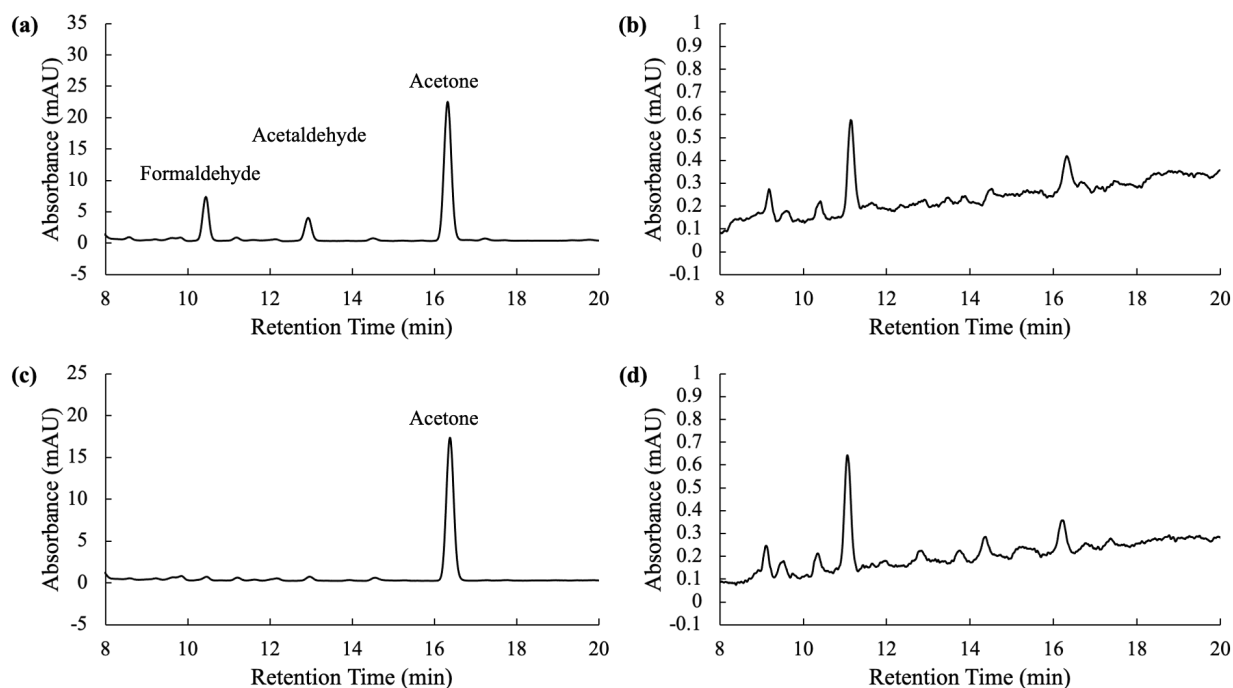 (a)
35
30
25
20
15
10
5
0
-5
Absorbance (mAU)
Formaldehyde
Acetaldehyde
Acetone
8 10 12 14 16 18 20
Retention Time (min)
(b)
1
0.9
0.8
0.7
0.6
0.5
0.4
0.3
0.2
0.1
0
-0.1
Absorbance (mAU)
8 10 12 14 16 18 20
Retention Time (min)
(c)
25
20
15
10
5
0
-5
Absorbance (mAU)
Acetone
8 10 12 14 16 18 20
Retention Time (min)
(d)
1
0.9
0.8
0.7
0.6
0.5
0.4
0.3
0.2
0.1
0
-0.1
Absorbance (mAU)
8 10 12 14 16 18 20
Retention Time (min)